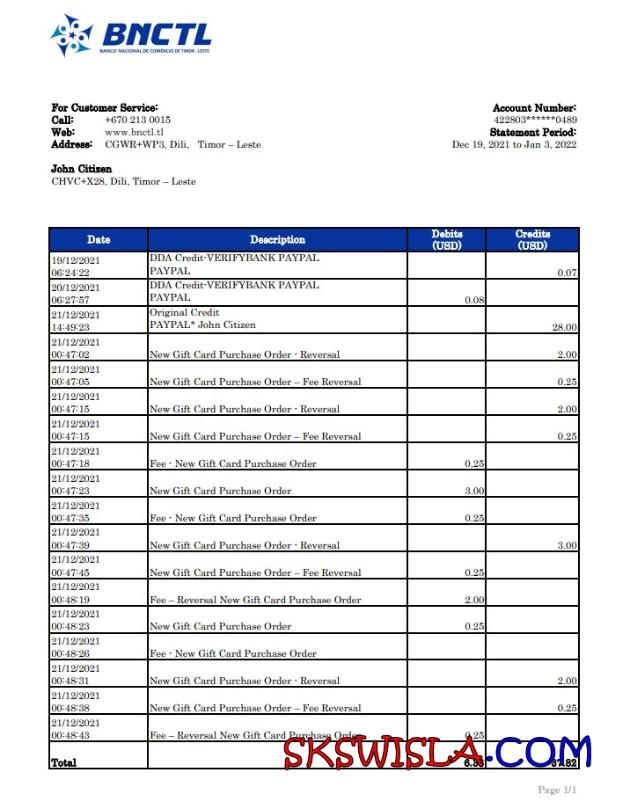 BNCTL
BANCO NACIONAL DE COMÉRCIO DE TIMOR- LESTE
For Customer Service:
Call: +670 213 0015
Web: www.bnctl.tl
Address: CGWR+WP3, Dili, Timor – Leste
Account Number:
422803******0489
Statement Period:
Dec 19, 2021 to Jan 3, 2022
John Citizen
CHVC+X28, Dili, Timor – Leste
Date Description Debits (USD) Credits (USD)
19/12/2021 DDA Credit-VERIFYBANK PAYPAL
06:24:22 PAYPAL 0.07
20/12/2021 DDA Credit-VERIFYBANK PAYPAL
06:27:57 PAYPAL 0.08
21/12/2021 Original Credit
14:49:23 PAYPAL* John Citizen 28.00
21/12/2021
00:47:02 New Gift Card Purchase Order - Reversal 2.00
21/12/2021
00:47:05 New Gift Card Purchase Order – Fee Reversal 0.25
21/12/2021
00:47:15 New Gift Card Purchase Order - Reversal 2.00
21/12/2021
00:47:15 New Gift Card Purchase Order – Fee Reversal 0.25
21/12/2021
00:47:18 Fee - New Gift Card Purchase Order 0.25
21/12/2021
00:47:23 New Gift Card Purchase Order 3.00
21/12/2021
00:47:35 Fee - New Gift Card Purchase Order 0.25
21/12/2021
00:47:39 New Gift Card Purchase Order - Reversal 3.00
21/12/2021
00:47:45 New Gift Card Purchase Order – Fee Reversal 0.25
21/12/2021
00:48:19 Fee – Reversal New Gift Card Purchase Order 2.00
21/12/2021
00:48:23 New Gift Card Purchase Order 0.25
21/12/2021
00:48:26 Fee - New Gift Card Purchase Order
21/12/2021
00:48:31 New Gift Card Purchase Order - Reversal 2.00
21/12/2021
00:48:38 New Gift Card Purchase Order – Fee Reversal 0.25
21/12/2021
00:48:43 Fee – Reversal New Gift Card Purchase Order 0.25
SKSWISLA.COM
Total
Page 1/1